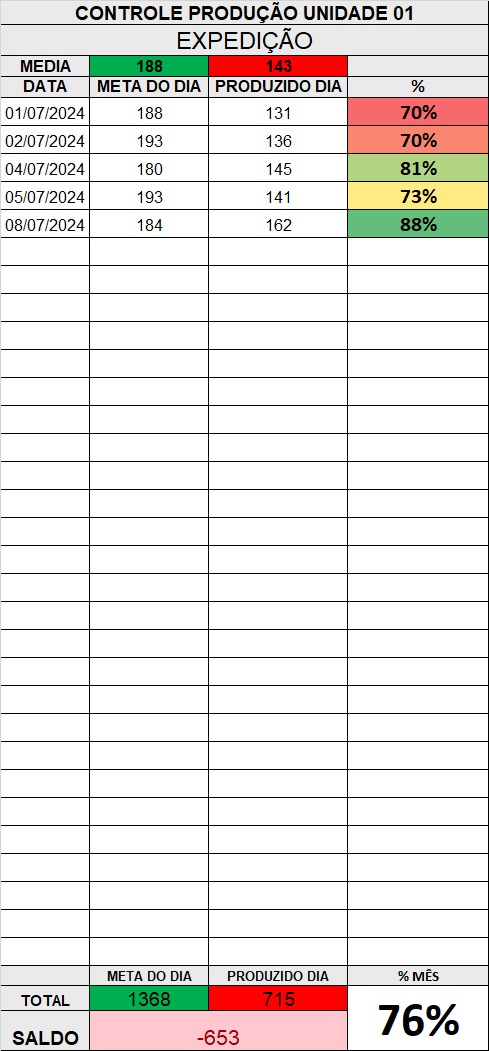 CONTROLE PRODUÇÃO UNIDADE 01
EXPEDIÇÃO
MEDIA 188 143
DATA META DO DIA PRODUZIDO DIA %
01/07/2024 188 131 70%
02/07/2024 193 136 70%
04/07/2024 180 145 81%
05/07/2024 193 141 73%
08/07/2024 184 162 88%
META DO DIA PRODUZIDO DIA % MÊS
TOTAL 1368 715 76%
SALDO -653